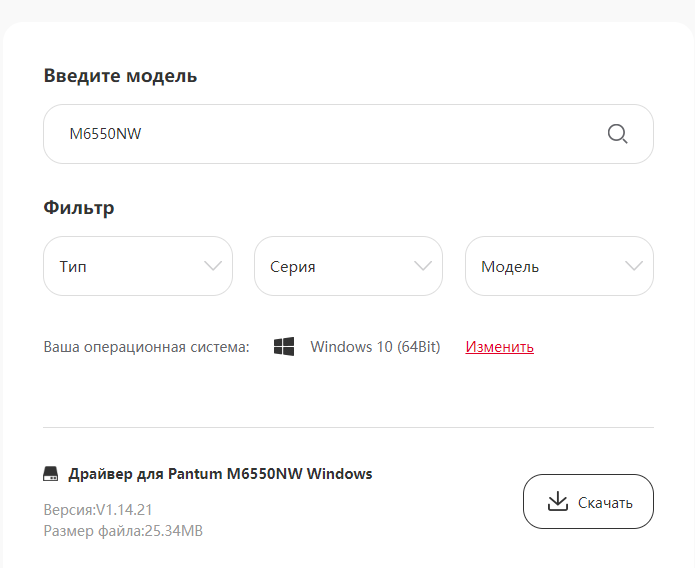 Введите модель
M6550NW
Фильтр
Тип
Серия
Модель
Ваша операционная система: Windows 10 (64Bit) Изменить
Драйвер для Pantum M6550NW Windows
Версия:V1.14.21
Размер файла:25.34MB
Скачать